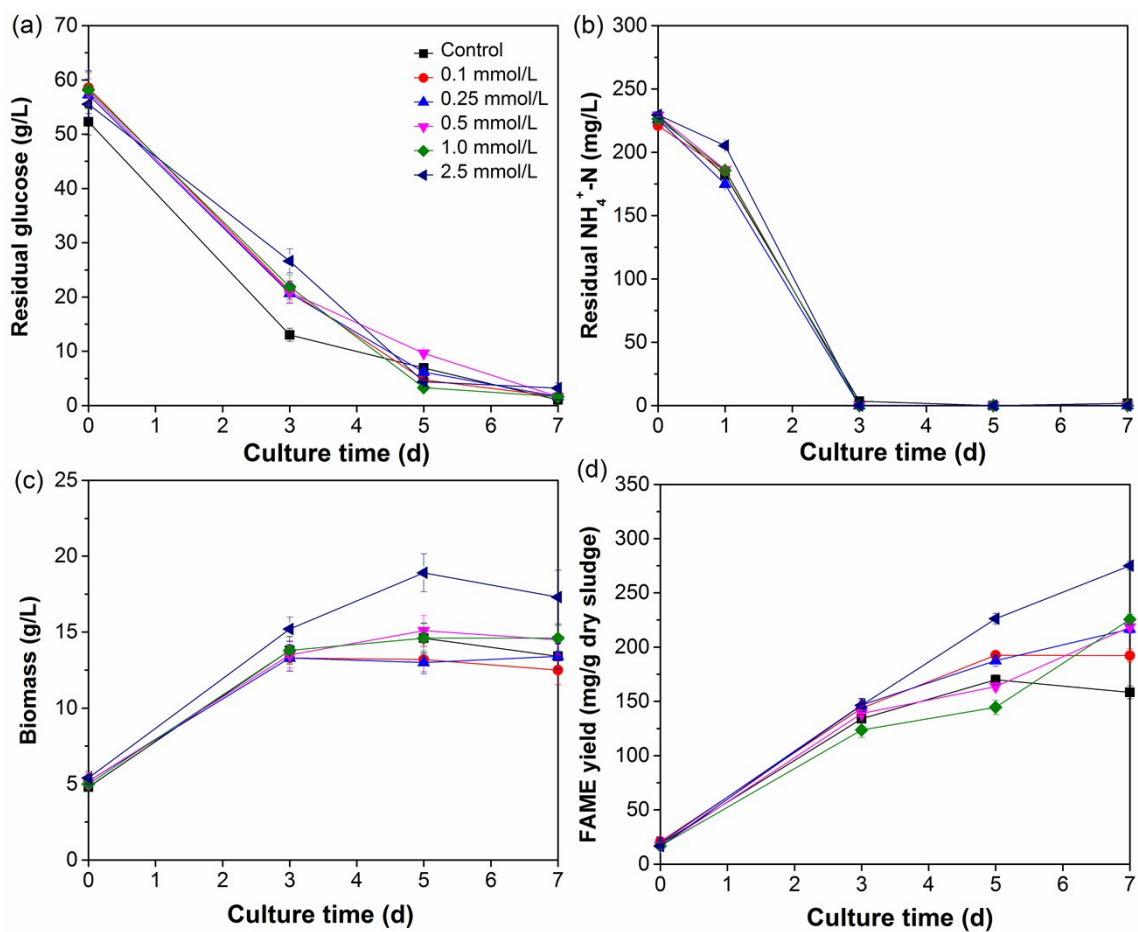 (a)
70
60
50
40
30
20
10
0
Residual glucose (g/L)
Control
0.1 mmol/L
0.25 mmol/L
0.5 mmol/L
1.0 mmol/L
2.5 mmol/L
0 1 2 3 4 5 6 7
Culture time (d)
(b)
300
250
200
150
100
50
0
Residual NH₄⁺-N (mg/L)
0 1 2 3 4 5 6 7
Culture time (d)
(c)
25
20
15
10
5
0
Biomass (g/L)
0 1 2 3 4 5 6 7
Culture time (d)
(d)
350
300
250
200
150
100
50
0
FAME yield (mg/g dry sludge)
0 1 2 3 4 5 6 7
Culture time (d)